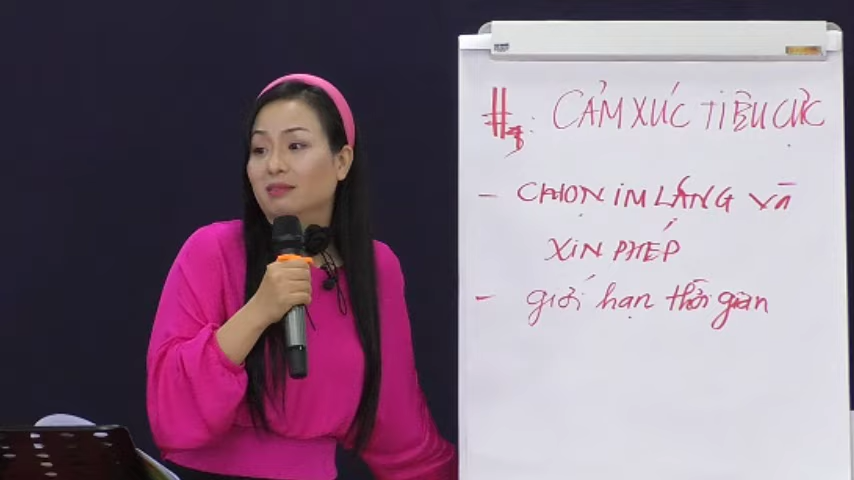 #: CẢM XÚC TIÊU CỰC
- CHỌN IM LẶNG VÀ
XIN PHÉP
- giới hạn thời gian